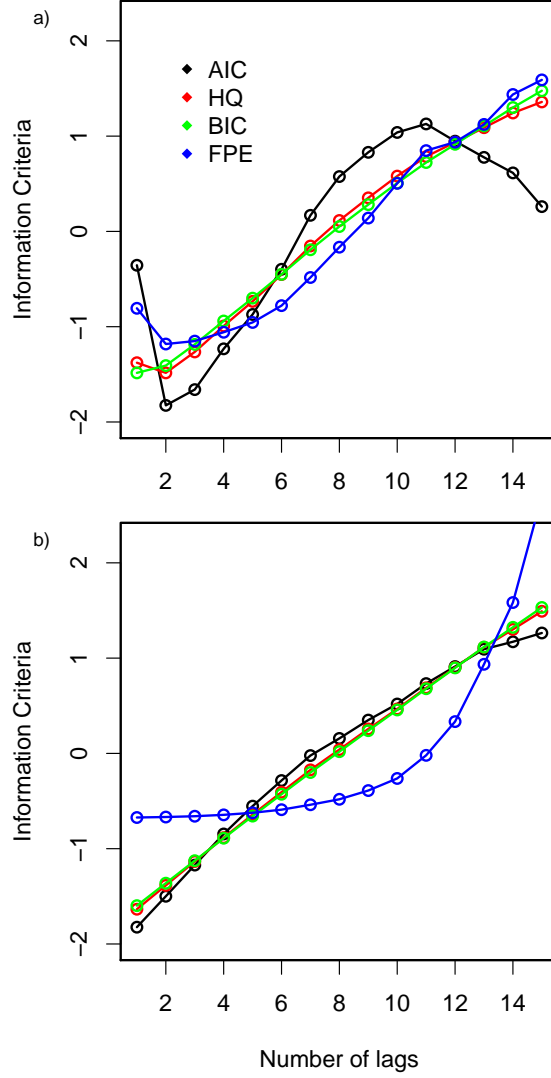 a)
AIC
HQ
BIC
FPE
Information Criteria
2
1
0
−1
−2
2 4 6 8 10 12 14
b)
Information Criteria
2
1
0
−1
−2
2 4 6 8 10 12 14
Number of lags